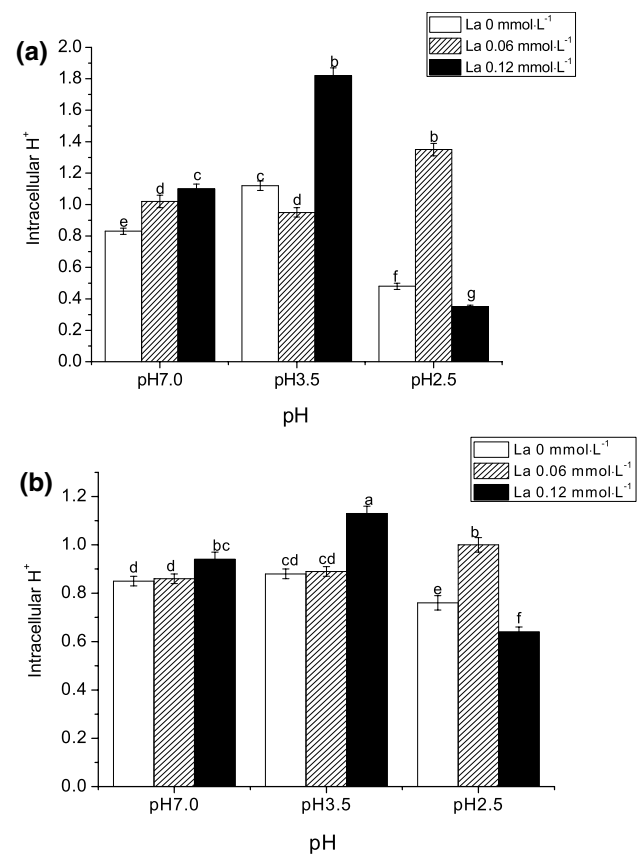 (a)
La 0 mmol·L⁻¹
La 0.06 mmol·L⁻¹
La 0.12 mmol·L⁻¹
Intracellular H⁺
2.0
1.8
1.6
1.4
1.2
1.0
0.8
0.6
0.4
0.2
0.0
e
d
c
c
d
b
f
b
g
pH7.0
pH3.5
pH2.5
pH
(b)
La 0 mmol·L⁻¹
La 0.06 mmol·L⁻¹
La 0.12 mmol·L⁻¹
Intracellular H⁺
1.2
1.0
0.8
0.6
0.4
0.2
0.0
d
d
bc
cd
cd
a
e
b
f
pH7.0
pH3.5
pH2.5
pH